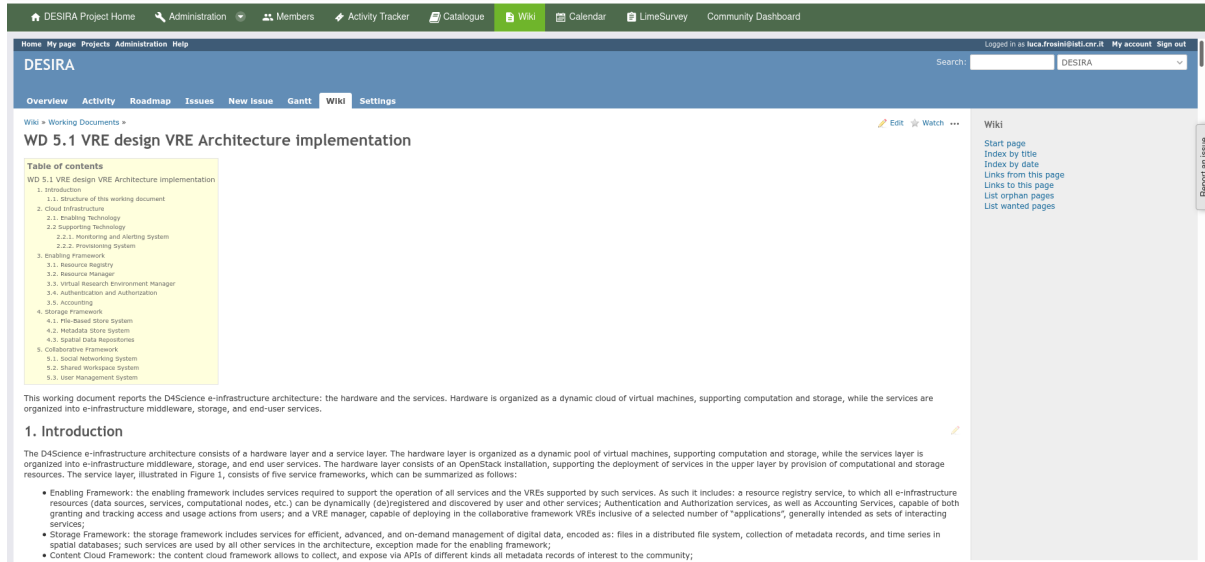 DESIRA Project Home Administration Members Activity Tracker Catalogue Wiki Calendar LimeSurvey Community Dashboard
Home My page Projects Administration Help Logged in as luca.frosini@isti.cnr.it My account Sign out
DESIRA Search: DESIRA
Overview Activity Roadmap Issues New issue Gantt Wiki Settings
Wiki » Working Documents » Edit Watch
WD 5.1 VRE design VRE Architecture implementation
Table of contents
WD 5.1 VRE design VRE Architecture implementation
1. Introduction
1.1. Structure of this working document
2. Cloud Infrastructure
2.1. Enabling Technology
2.2 Supporting Technology
2.2.1. Monitoring and Alerting System
2.2.2. Provisioning System
3. Enabling Framework
3.1. Resource Registry
3.2. Resource Manager
3.3. Virtual Research Environment Manager
3.4. Authentication and Authorization
3.5. Accounting
4. Storage Framework
4.1. File-Based Store System
4.2. Metadata Store System
4.3. Spatial Data Repositories
5. Collaborative Framework
5.1. Social Networking System
5.2. Shared Workspace System
5.3. User Management System
This working document reports the D4Science e-infrastructure architecture: the hardware and the services. Hardware is organized as a dynamic cloud of virtual machines, supporting computation and storage, while the services are
organized into e-infrastructure middleware, storage, and end-user services.
1. Introduction
The D4Science e-infrastructure architecture consists of a hardware layer and a service layer. The hardware layer is organized as a dynamic pool of virtual machines, supporting computation and storage, while the services layer is
organized into e-infrastructure middleware, storage, and end user services. The hardware layer consists of an OpenStack installation, supporting the deployment of services in the upper layer by provision of computational and storage
resources. The service layer, illustrated in Figure 1, consists of five service frameworks, which can be summarized as follows:
• Enabling Framework: the enabling framework includes services required to support the operation of all services and the VREs supported by such services. As such it includes: a resource registry service, to which all e-infrastructure
resources (data sources, services, computational nodes, etc.) can be dynamically (de)registered and discovered by user and other services; Authentication and Authorization services, as well as Accounting Services, capable of both
granting and tracking access and usage actions from users; and a VRE manager, capable of deploying in the collaborative framework VREs inclusive of a selected number of "applications", generally intended as sets of interacting
services;
• Storage Framework: the storage framework includes services for efficient, advanced, and on-demand management of digital data, encoded as: files in a distributed file system, collection of metadata records, and time series in
spatial databases; such services are used by all other services in the architecture, exception made for the enabling framework;
• Content Cloud Framework: the content cloud framework allows to collect, and expose via APIs of different kinds all metadata records of interest to the community;
Wiki
Start page
Index by title
Index by date
Links from this page
Links to this page
List orphan pages
List wanted pages
Report an issue